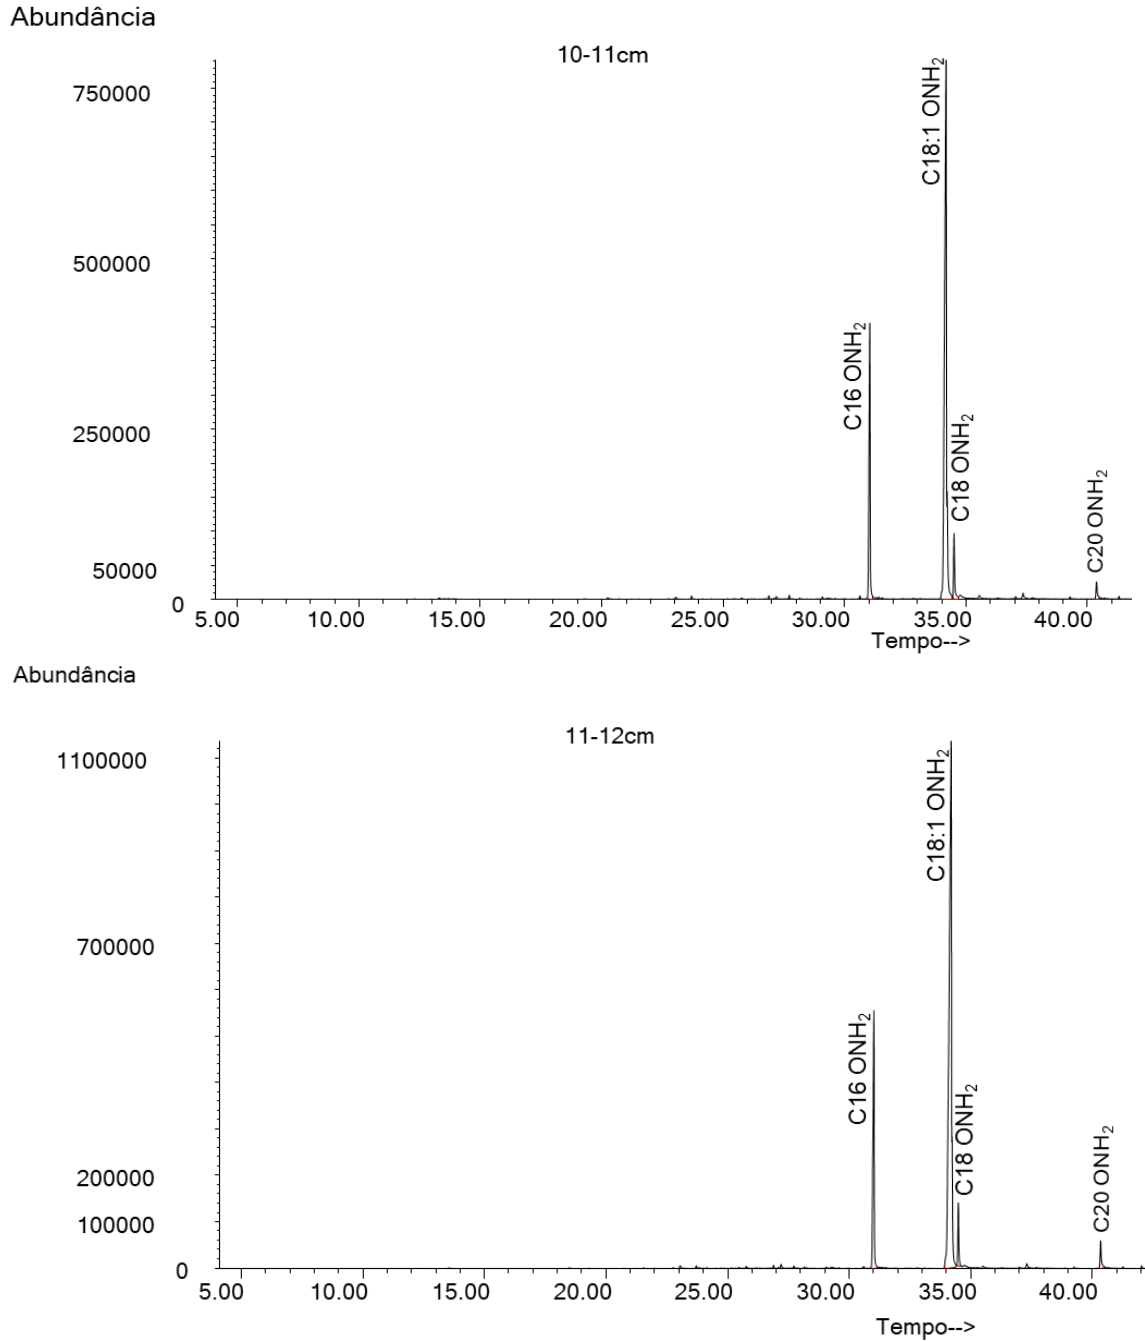 Abundância
10-11cm
750000
500000
250000
50000
0
C16 ONH₂
C18:1 ONH₂
C18 ONH₂
C20 ONH₂
5.00 10.00 15.00 20.00 25.00 30.00 35.00 40.00
Tempo-->
Abundância
11-12cm
1100000
700000
200000
100000
0
C16 ONH₂
C18:1 ONH₂
C18 ONH₂
C20 ONH₂
5.00 11.00 15.00 20.00 25.00 30.00 35.00 40.00
Tempo-->